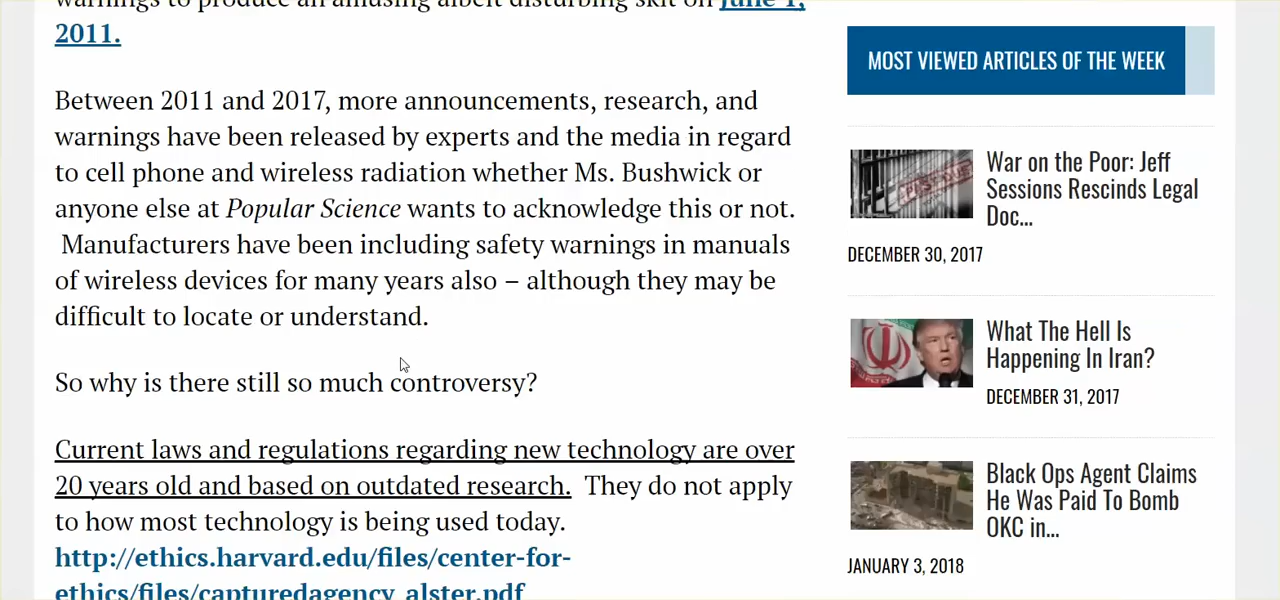 warnings to produce an amusing albeit disturbing skit on June 1,
2011.
Between 2011 and 2017, more announcements, research, and
warnings have been released by experts and the media in regard
to cell phone and wireless radiation whether Ms. Bushwick or
anyone else at Popular Science wants to acknowledge this or not.
Manufacturers have been including safety warnings in manuals
of wireless devices for many years also – although they may be
difficult to locate or understand.
So why is there still so much controversy?
Current laws and regulations regarding new technology are over
20 years old and based on outdated research. They do not apply
to how most technology is being used today.
http://ethics.harvard.edu/files/center-for-
ethics/files/capturedagency_alster.pdf
MOST VIEWED ARTICLES OF THE WEEK
War on the Poor: Jeff
Sessions Rescinds Legal
Doc...
DECEMBER 30, 2017
What The Hell Is
Happening In Iran?
DECEMBER 31, 2017
Black Ops Agent Claims
He Was Paid To Bomb
OKC in...
JANUARY 3, 2018